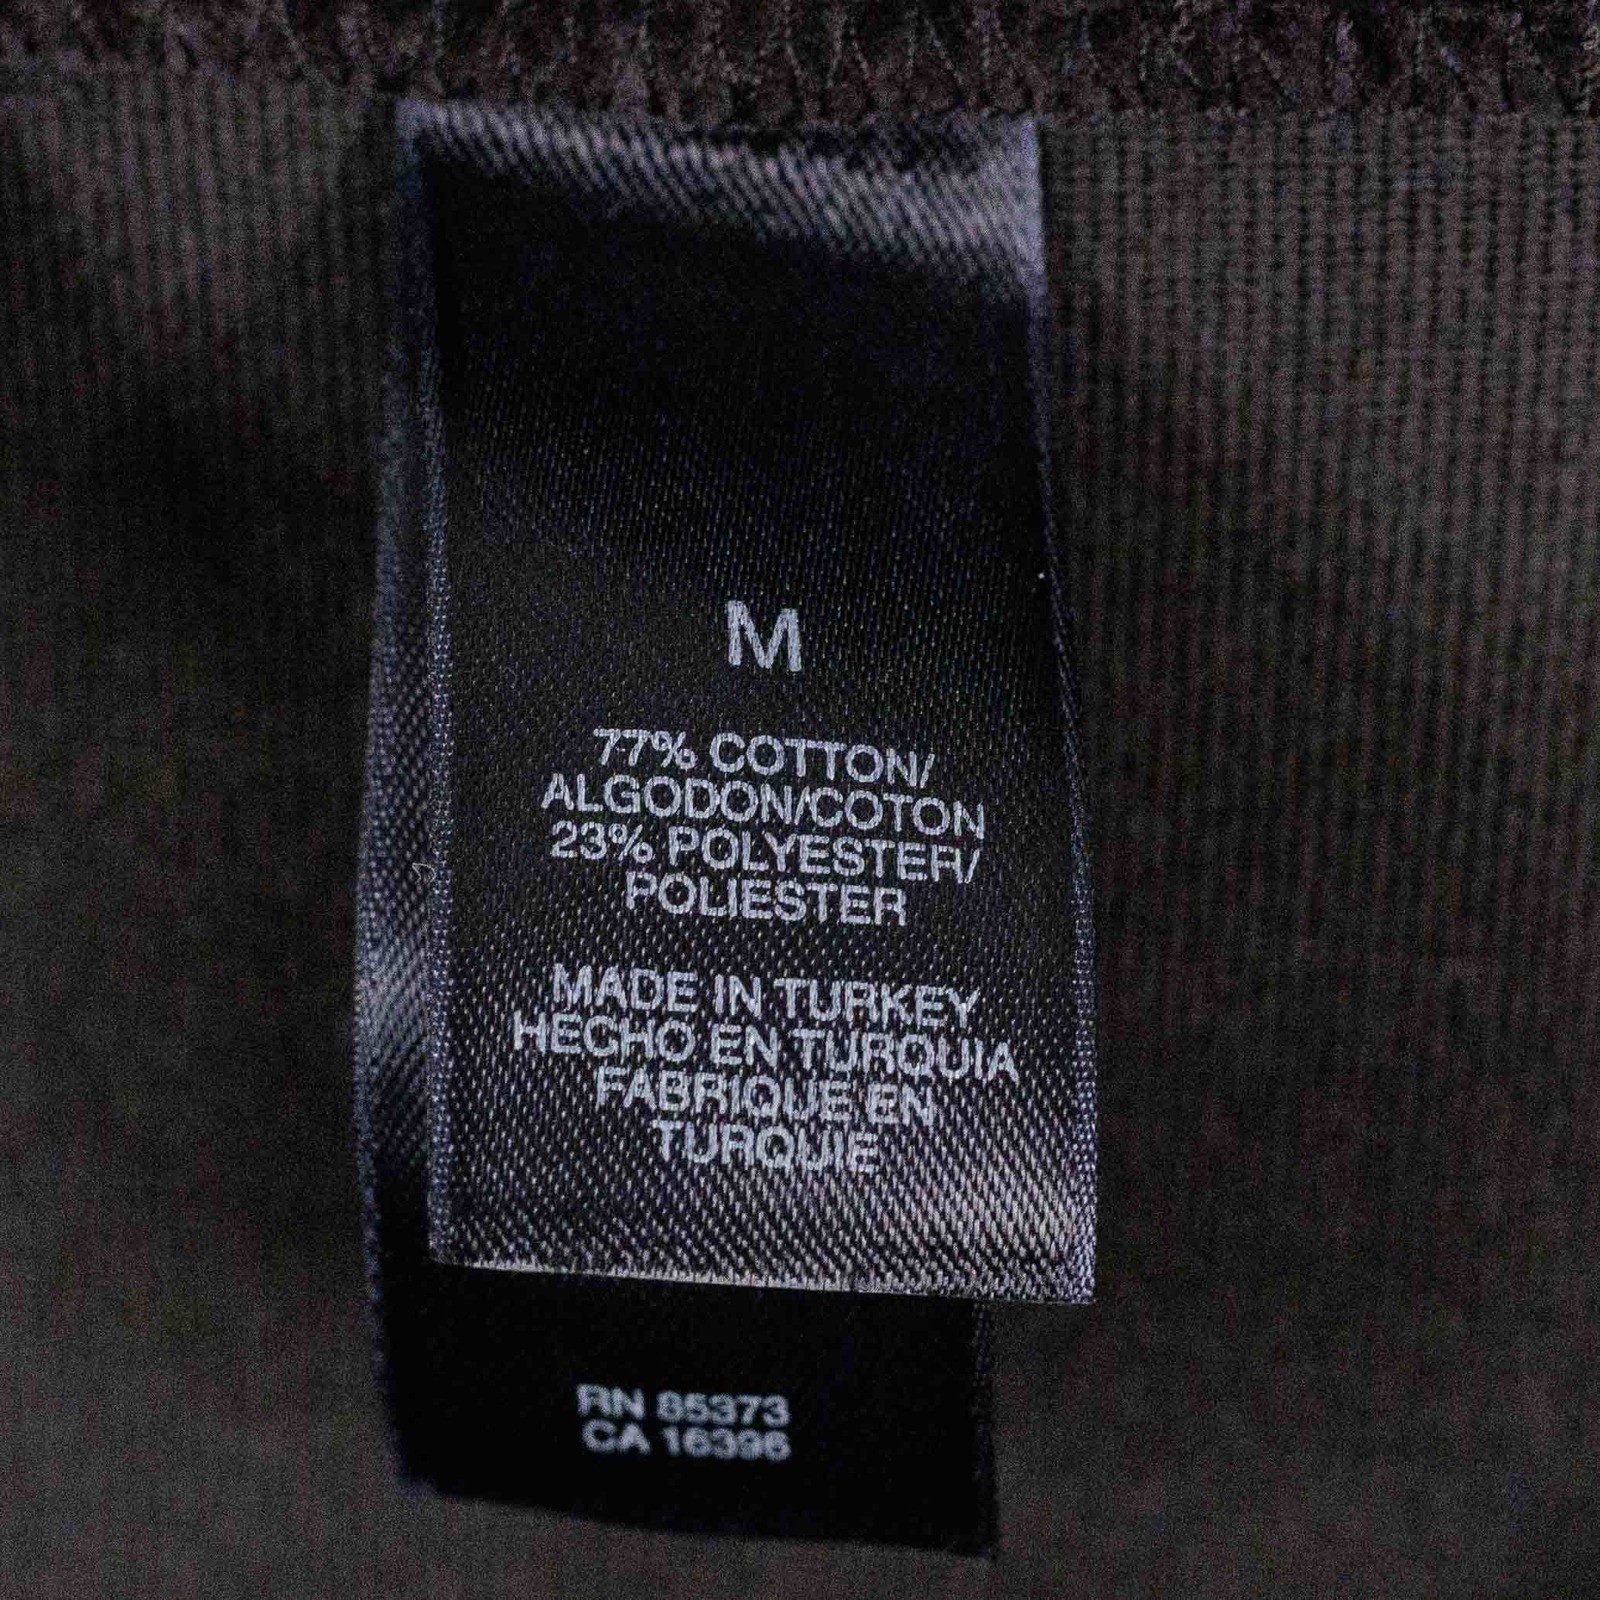 M
77% COTTON/
ALGODON/COTON
23% POLYESTER/
POLIESTER
MADE IN TURKEY
HECHO EN TURQUIA
FABRIQUE EN
TURQUIE
RN 85373
CA 16396